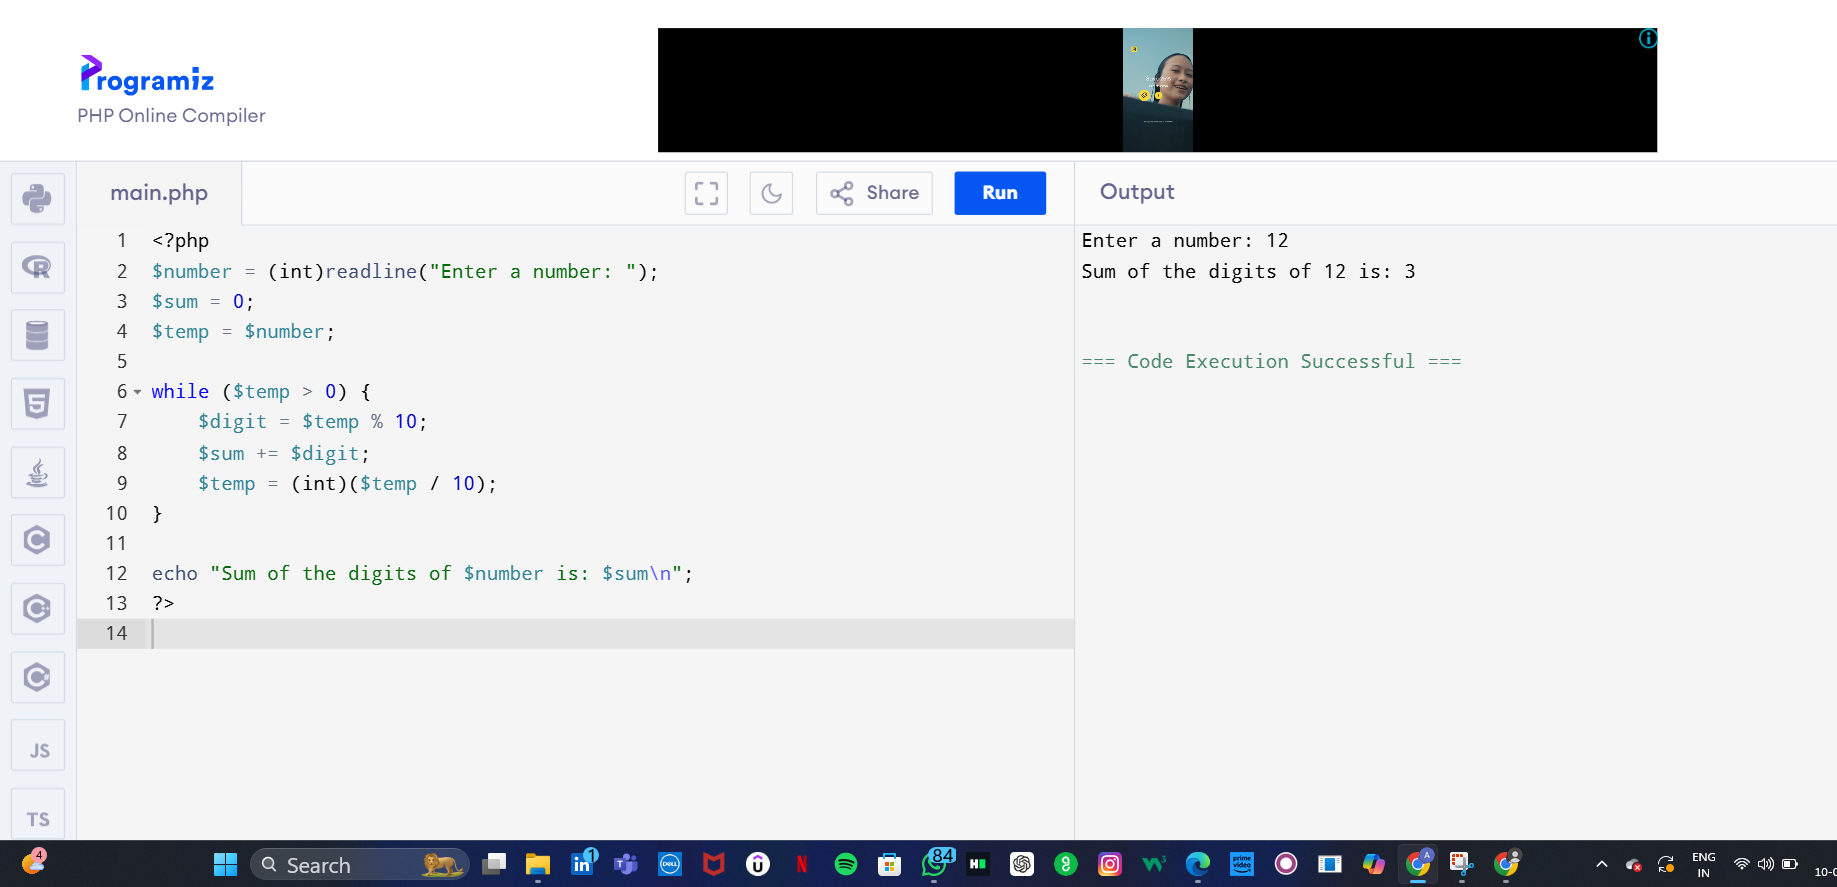 Programiz
PHP Online Compiler
main.php
Share
Run
Output
1 <?php
2 $number = (int)readline("Enter a number: ");
3 $sum = 0;
4 $temp = $number;
5
6 while ($temp > 0) {
7 $digit = $temp % 10;
8 $sum += $digit;
9 $temp = (int)($temp / 10);
10 }
11
12 echo "Sum of the digits of $number is: $sum\n";
13 ?>
14
Enter a number: 12
Sum of the digits of 12 is: 3
=== Code Execution Successful ===
JS
TS
4
Search
1
84
prime video
A
ENG
IN
10-0